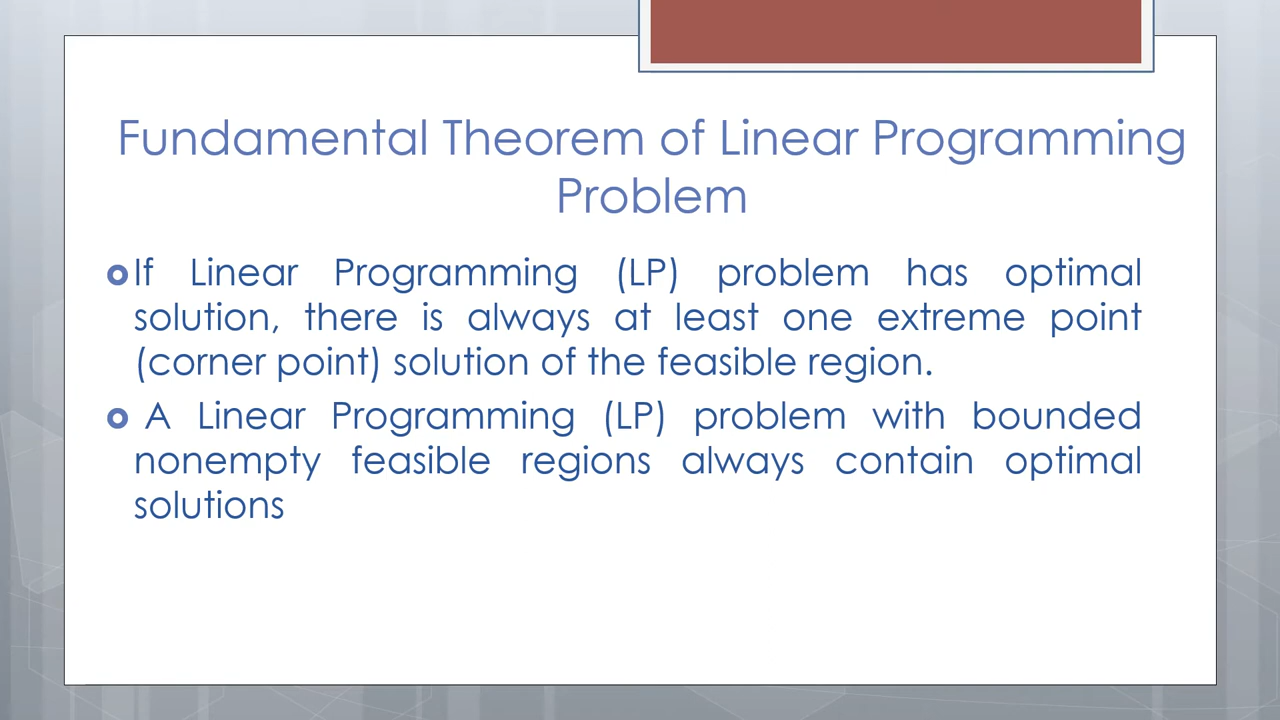 Fundamental Theorem of Linear Programming
Problem
If Linear Programming (LP) problem has optimal
solution, there is always at least one extreme point
(corner point) solution of the feasible region.
A Linear Programming (LP) problem with bounded
nonempty feasible regions always contain optimal
solutions